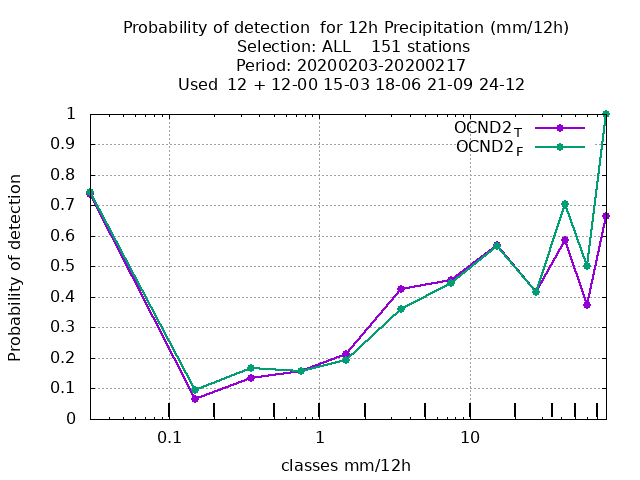 Probability of detection  for 12h Precipitation (mm/12h)
Selection: ALL    151 stations
Period: 20200203-20200217
Used  12 + 12-00 15-03 18-06 21-09 24-12
OCND2T
OCND2F
Probability of detection
1
0.9
0.8
0.7
0.6
0.5
0.4
0.3
0.2
0.1
0
0.1 1 10
classes mm/12h